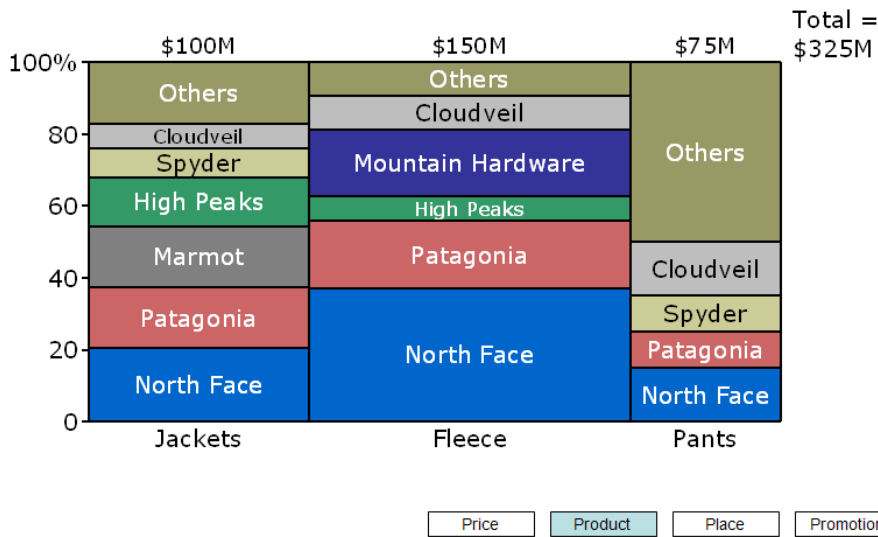 Total =
$100M $150M $75M $325M
100%
80
60
40
20
0
Others
Cloudveil
Spyder
High Peaks
Marmot
Patagonia
North Face
Others
Cloudveil
Mountain Hardware
High Peaks
Patagonia
North Face
Others
Cloudveil
Spyder
Patagonia
North Face
Jackets Fleece Pants
Price Product Place Promotion